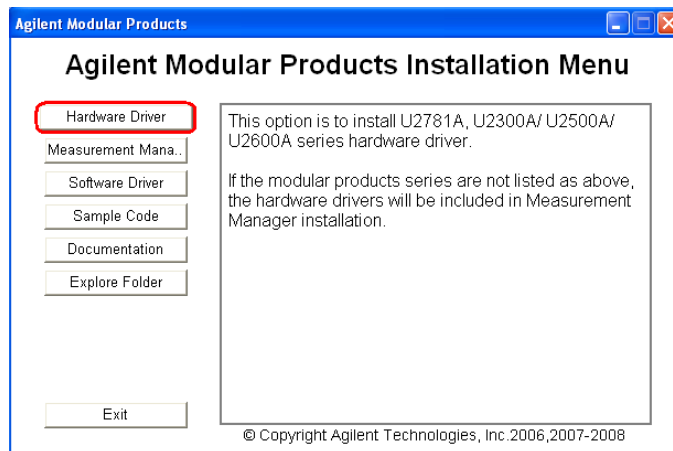 Agilent Modular Products
Agilent Modular Products Installation Menu
Hardware Driver
Measurement Mana..
Software Driver
Sample Code
Documentation
Explore Folder
Exit
This option is to install U2781A, U2300A/ U2500A/
U2600A series hardware driver.
If the modular products series are not listed as above,
the hardware drivers will be included in Measurement
Manager installation.
© Copyright Agilent Technologies, Inc.2006,2007-2008